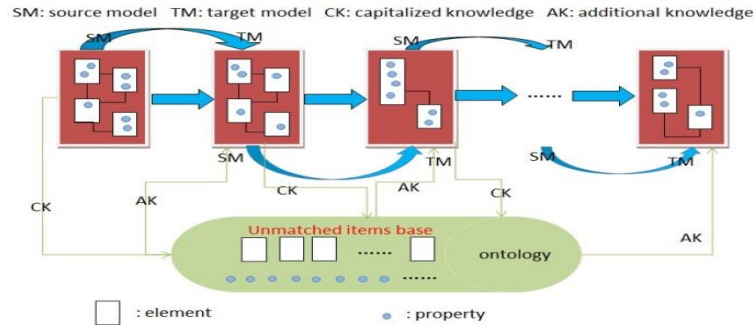 SM: source model TM: target model CK: capitalized knowledge AK: additional knowledge
SM
TM
SM
TM
......
SM
TM
SM
TM
CK
AK
CK
AK
CK
AK
Unmatched items base
......
ontology
......
: element
: property